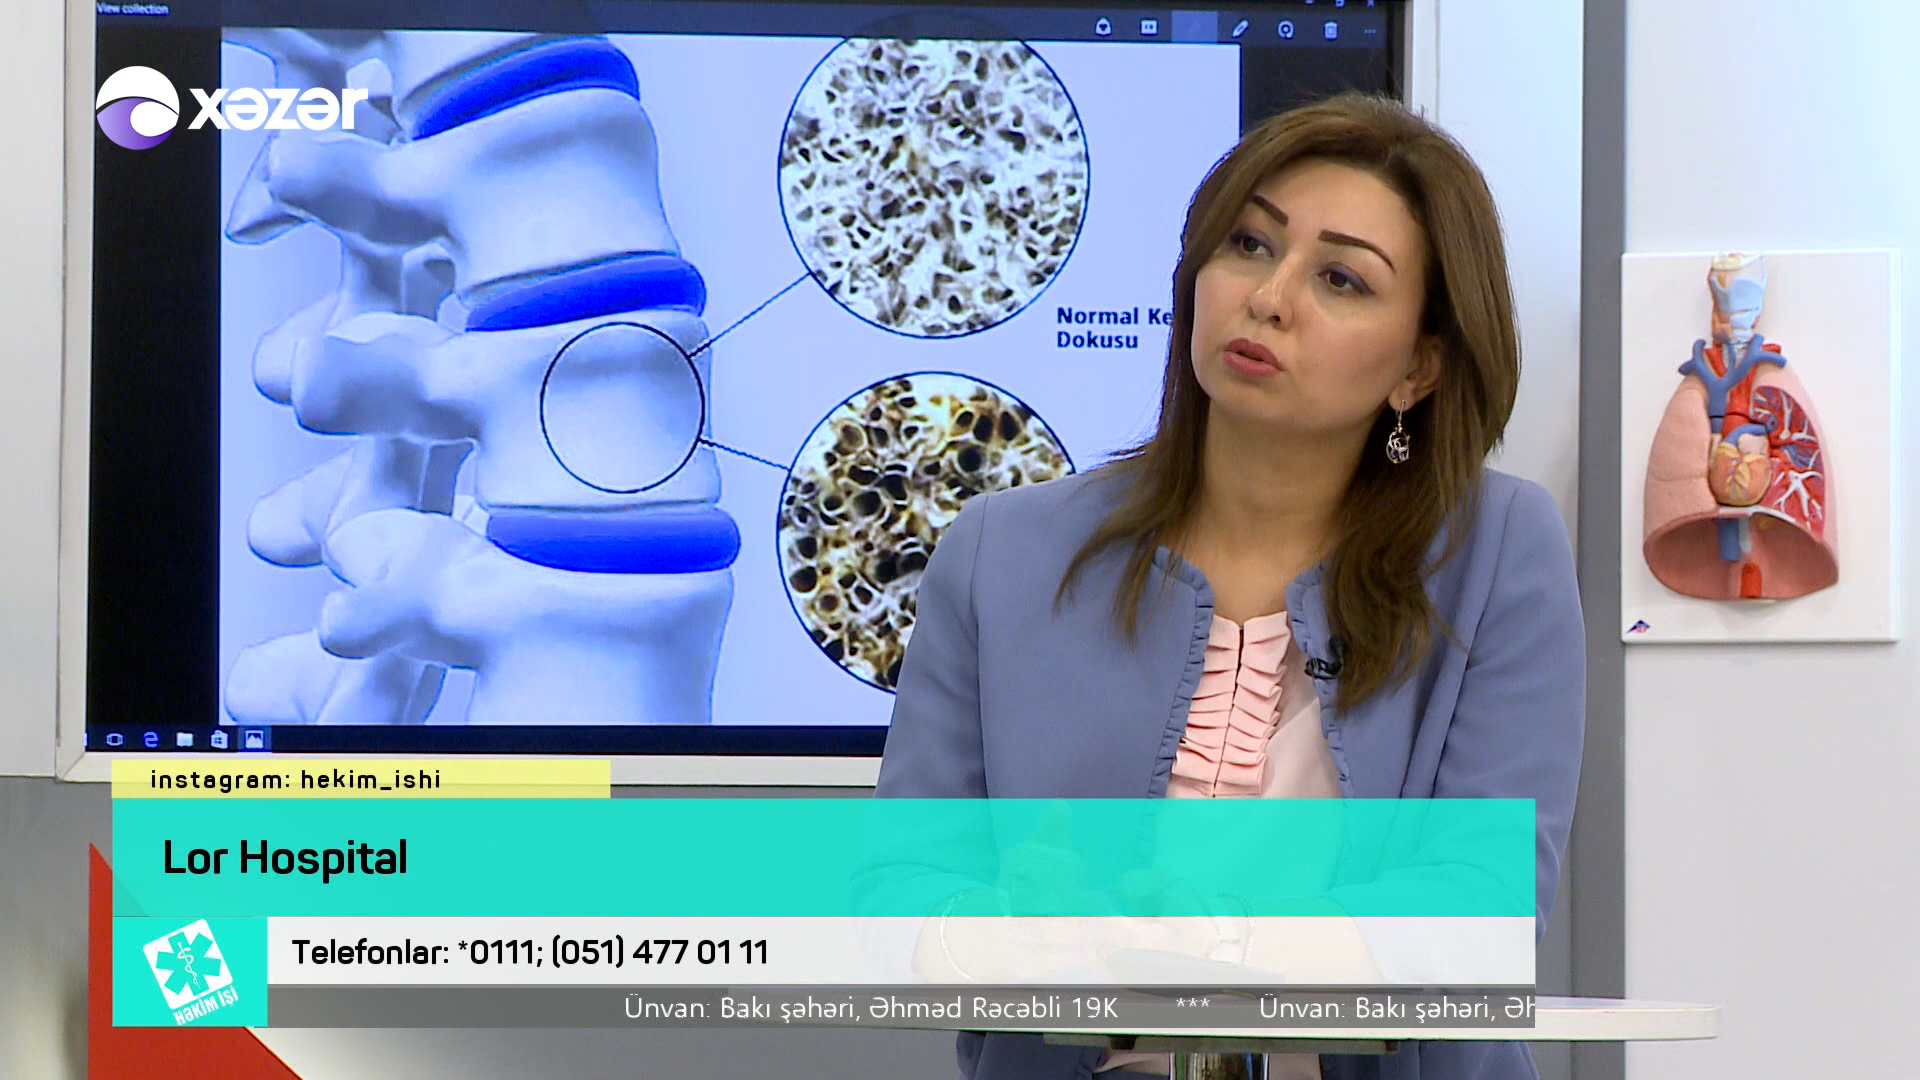 View collection
xəzər
Normal Ke
Dokusu
instagram: hekim_ishi
Lor Hospital
Telefonlar: *0111; (051) 477 01 11
HƏKİM İŞİ
Ünvan: Bakı şəhəri, Əhməd Rəcəbli 19K *** Ünvan: Bakı şəhəri, Əh